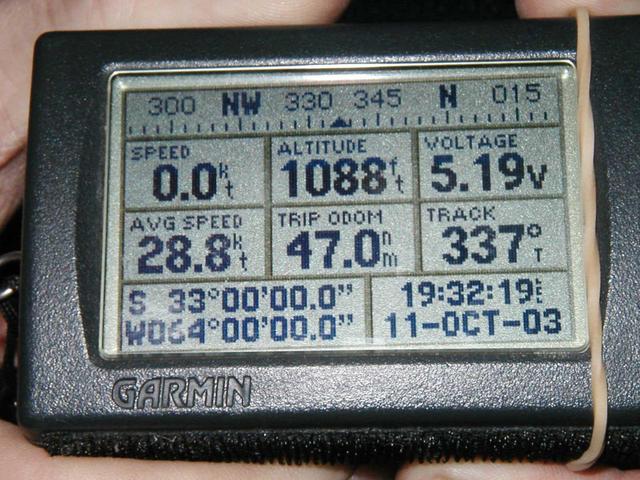 300 NW 330 345 N 015
SPEED ALTITUDE VOLTAGE
0.0kt 1088ft 5.19v
AVG SPEED TRIP ODOM TRACK
28.8kt 47.0nm 337°T
S 33°00'00.0" 19:32:19
W064°00'00.0" 11-OCT-03
GARMIN